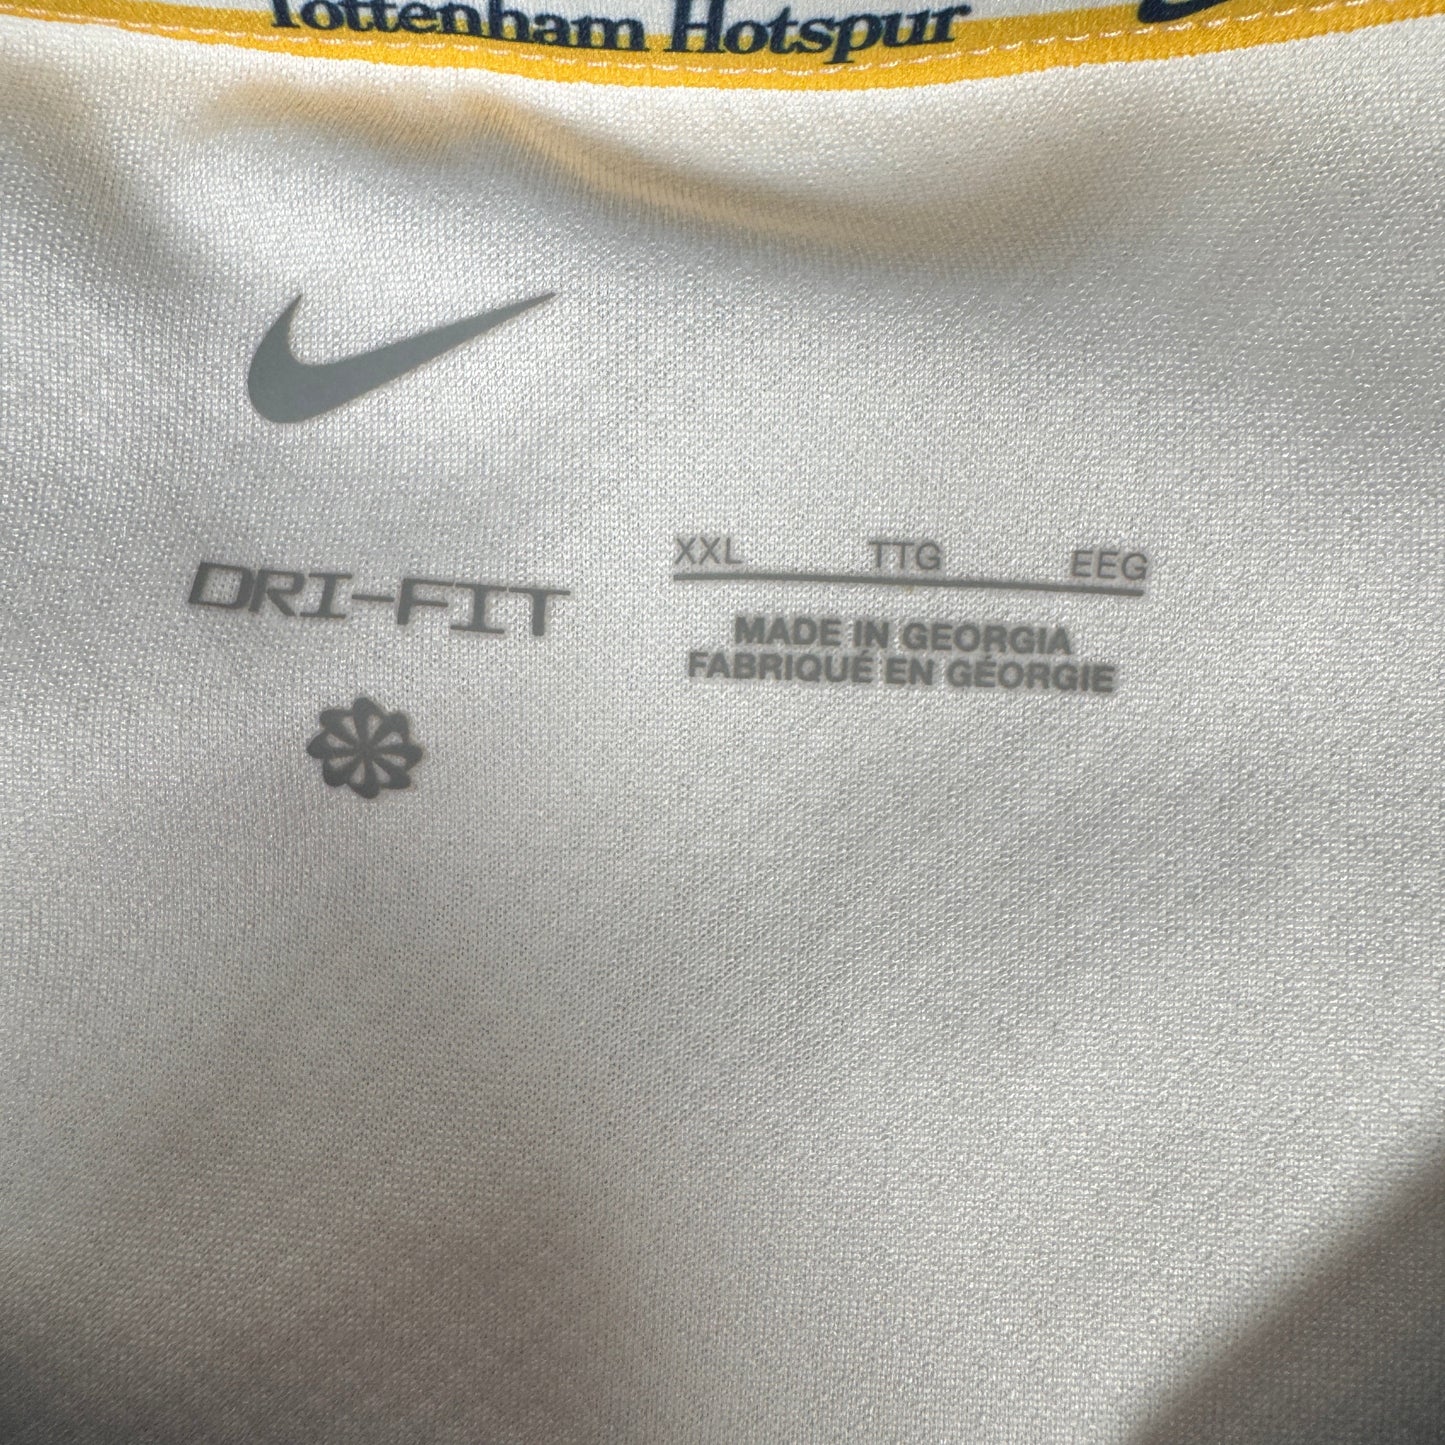 Tottenham Hotspur
DRI-FIT
XXL TTG EEG
MADE IN GEORGIA
FABRIQUÉ EN GÉORGIE